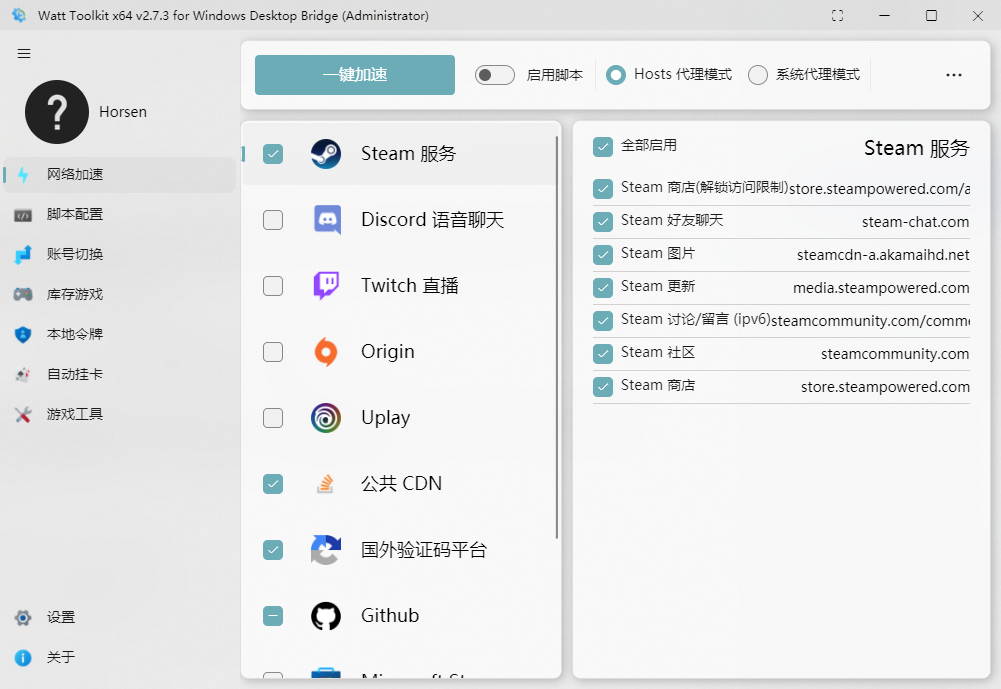 Watt Toolkit x64 v2.7.3 for Windows Desktop Bridge (Administrator)
Horsen
网络加速
脚本配置
账号切换
库存游戏
本地令牌
自动挂卡
游戏工具
设置
关于
一键加速
启用脚本
Hosts 代理模式
系统代理模式
Steam 服务
Discord 语音聊天
Twitch 直播
Origin
Uplay
公共 CDN
国外验证码平台
Github
全部启用
Steam 服务
Steam 商店(解锁访问限制)store.steampowered.com/a
Steam 好友聊天 steam-chat.com
Steam 图片 steamcdn-a.akamaihd.net
Steam 更新 media.steampowered.com
Steam 讨论/留言 (ipv6)steamcommunity.com/comme
Steam 社区 steamcommunity.com
Steam 商店 store.steampowered.com